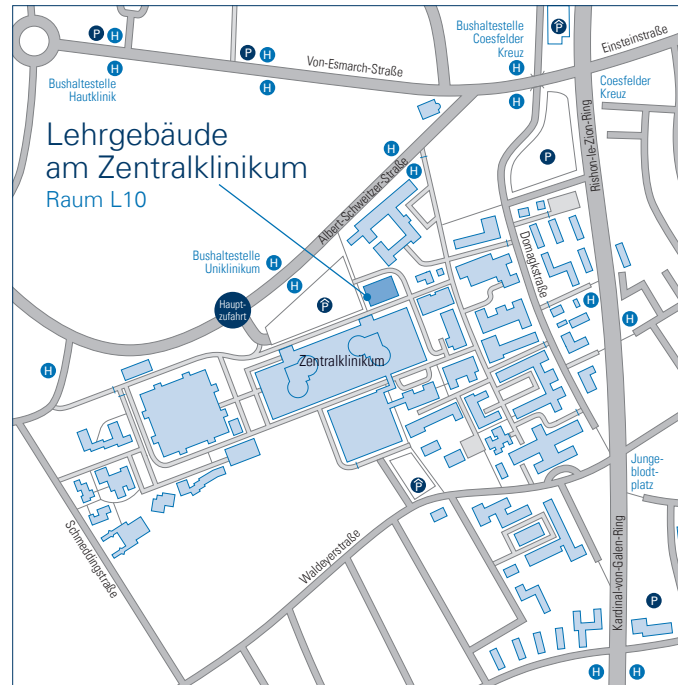 P
H
P
H
H
H
Bushaltestelle
Hautklinik
Von-Esmarch-Straße
Bushaltestelle
Coesfelder
Kreuz
H
H
P
Einsteinstraße
Coesfelder
Kreuz
Lehrgebäude
am Zentralklinikum
Raum L10
H
H
P
Albert-Schweitzer-Straße
Rishon-le-Zion-Ring
Domagkstraße
Bushaltestelle
Uniklinikum
H
H
Haupt-
zufahrt
P
H
H
Zentralklinikum
H
P
Junge-
blodt-
platz
Schmeddingstraße
Waldeyerstraße
Kardinal-von-Galen-Ring
P
H
H